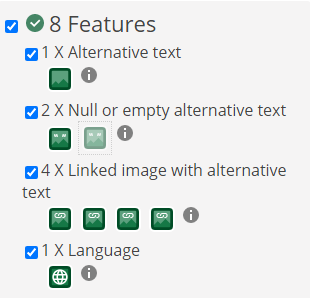 8 Features
1 X Alternative text
2 X Null or empty alternative text
4 X Linked image with alternative
text
1 X Language